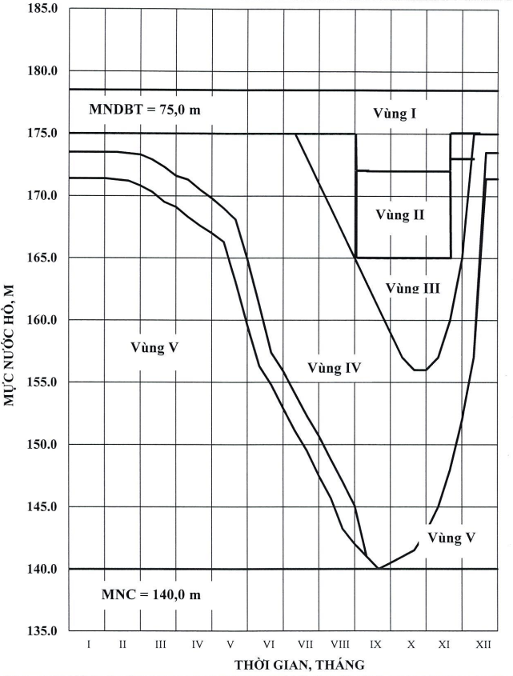 185.0
180.0
MNDBT = 75,0 m
Vùng I
175.0
170.0
Vùng II
165.0
Vùng III
160.0
Vùng V
Vùng IV
155.0
150.0
145.0
Vùng V
140.0
MNC = 140,0 m
135.0
I II III IV V VI VII VIII IX X XI XII
THỜI GIAN, THÁNG
MỰC NƯỚC HỒ, M